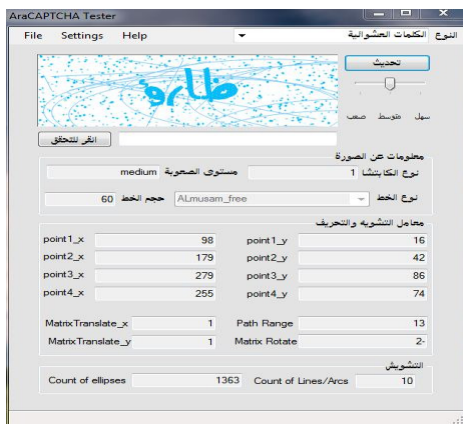 AraCAPTCHA Tester
File Settings Help الكلمات العشوائية النوع
تحديث
سهل متوسط صعب
انقر للتحقق
معلومات عن الصورة
نوع الكابتشا 1 مستوى الصعوبة medium
نوع الخط ALmusam_free حجم الخط 60
معامل التشويه والتحريف
point1_x 98 point1_y 16
point2_x 179 point2_y 42
point3_x 279 point3_y 86
point4_x 255 point4_y 74
MatrixTranslate_x 1 Path Range 13
MatrixTranslate_y 1 Matrix Rotate 2-
التشويش
Count of ellipses 1363 Count of Lines/Arcs 10